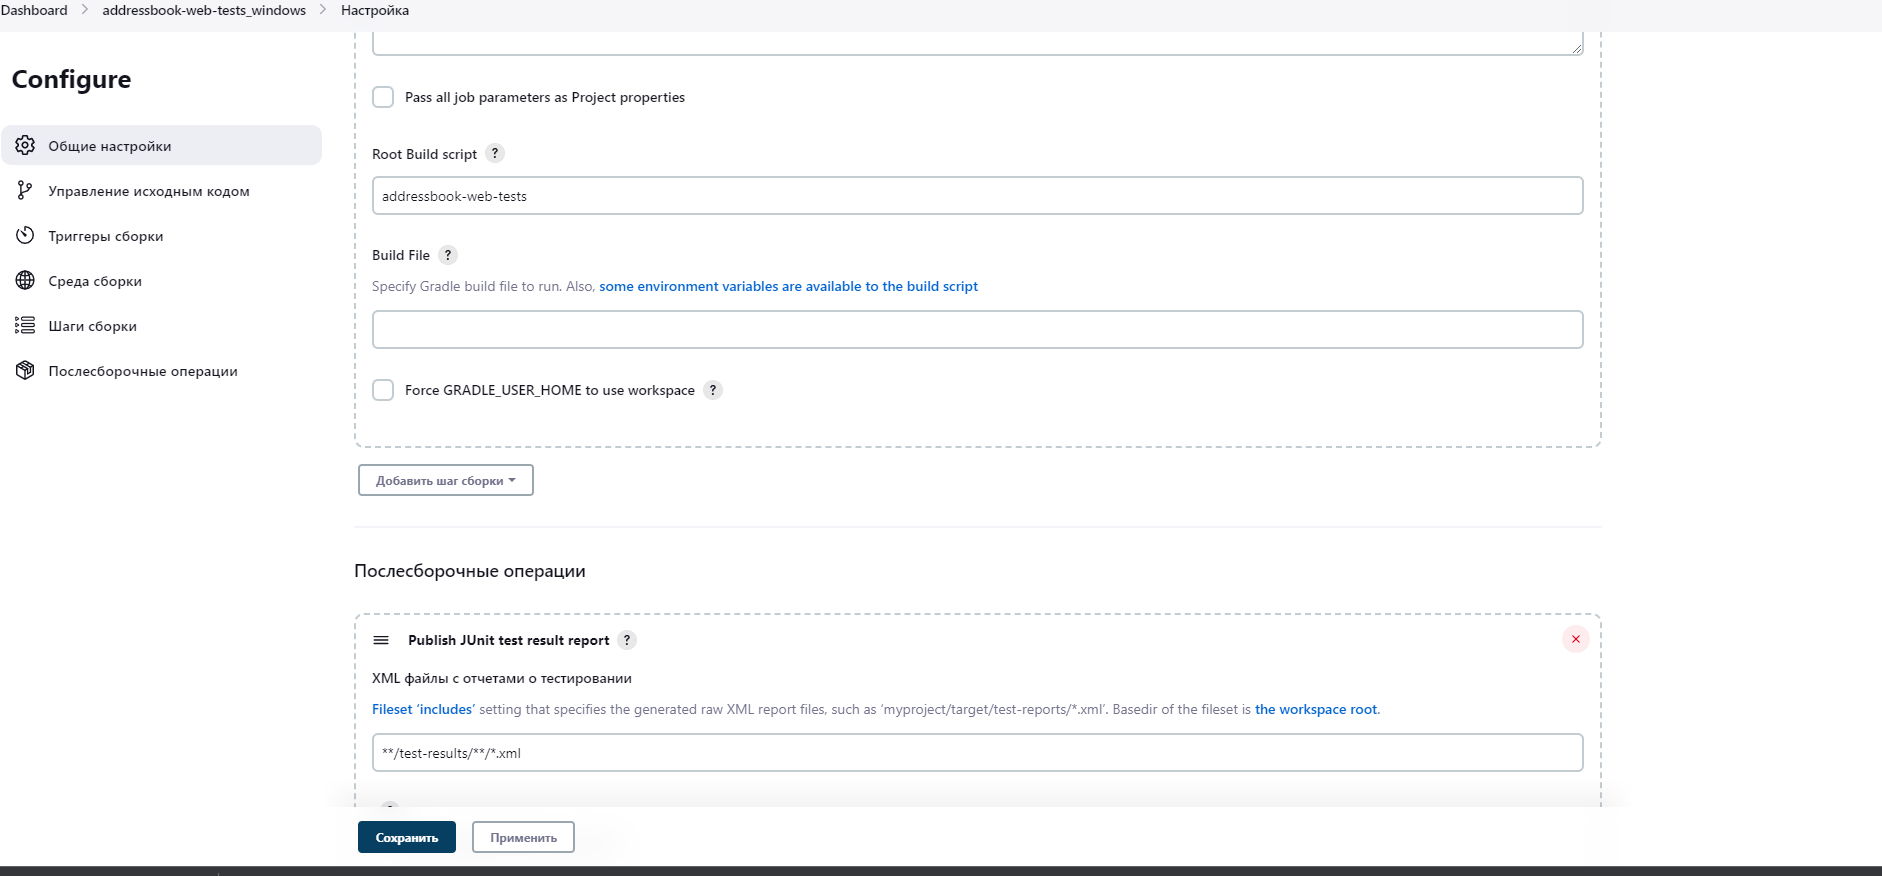 Dashboard > addressbook-web-tests_windows > Настройка
Configure
Общие настройки
Управление исходным кодом
Триггеры сборки
Среда сборки
Шаги сборки
Послесборочные операции
Pass all job parameters as Project properties
Root Build script ?
addressbook-web-tests
Build File ?
Specify Gradle build file to run. Also, some environment variables are available to the build script
Force GRADLE_USER_HOME to use workspace ?
Добавить шаг сборки
Послесборочные операции
Publish JUnit test result report ?
XML файлы с отчетами о тестировании
Fileset ‘includes’ setting that specifies the generated raw XML report files, such as ‘myproject/target/test-reports/*.xml’. Basedir of the fileset is the workspace root.
**/test-results/**/*.xml
Сохранить
Применить